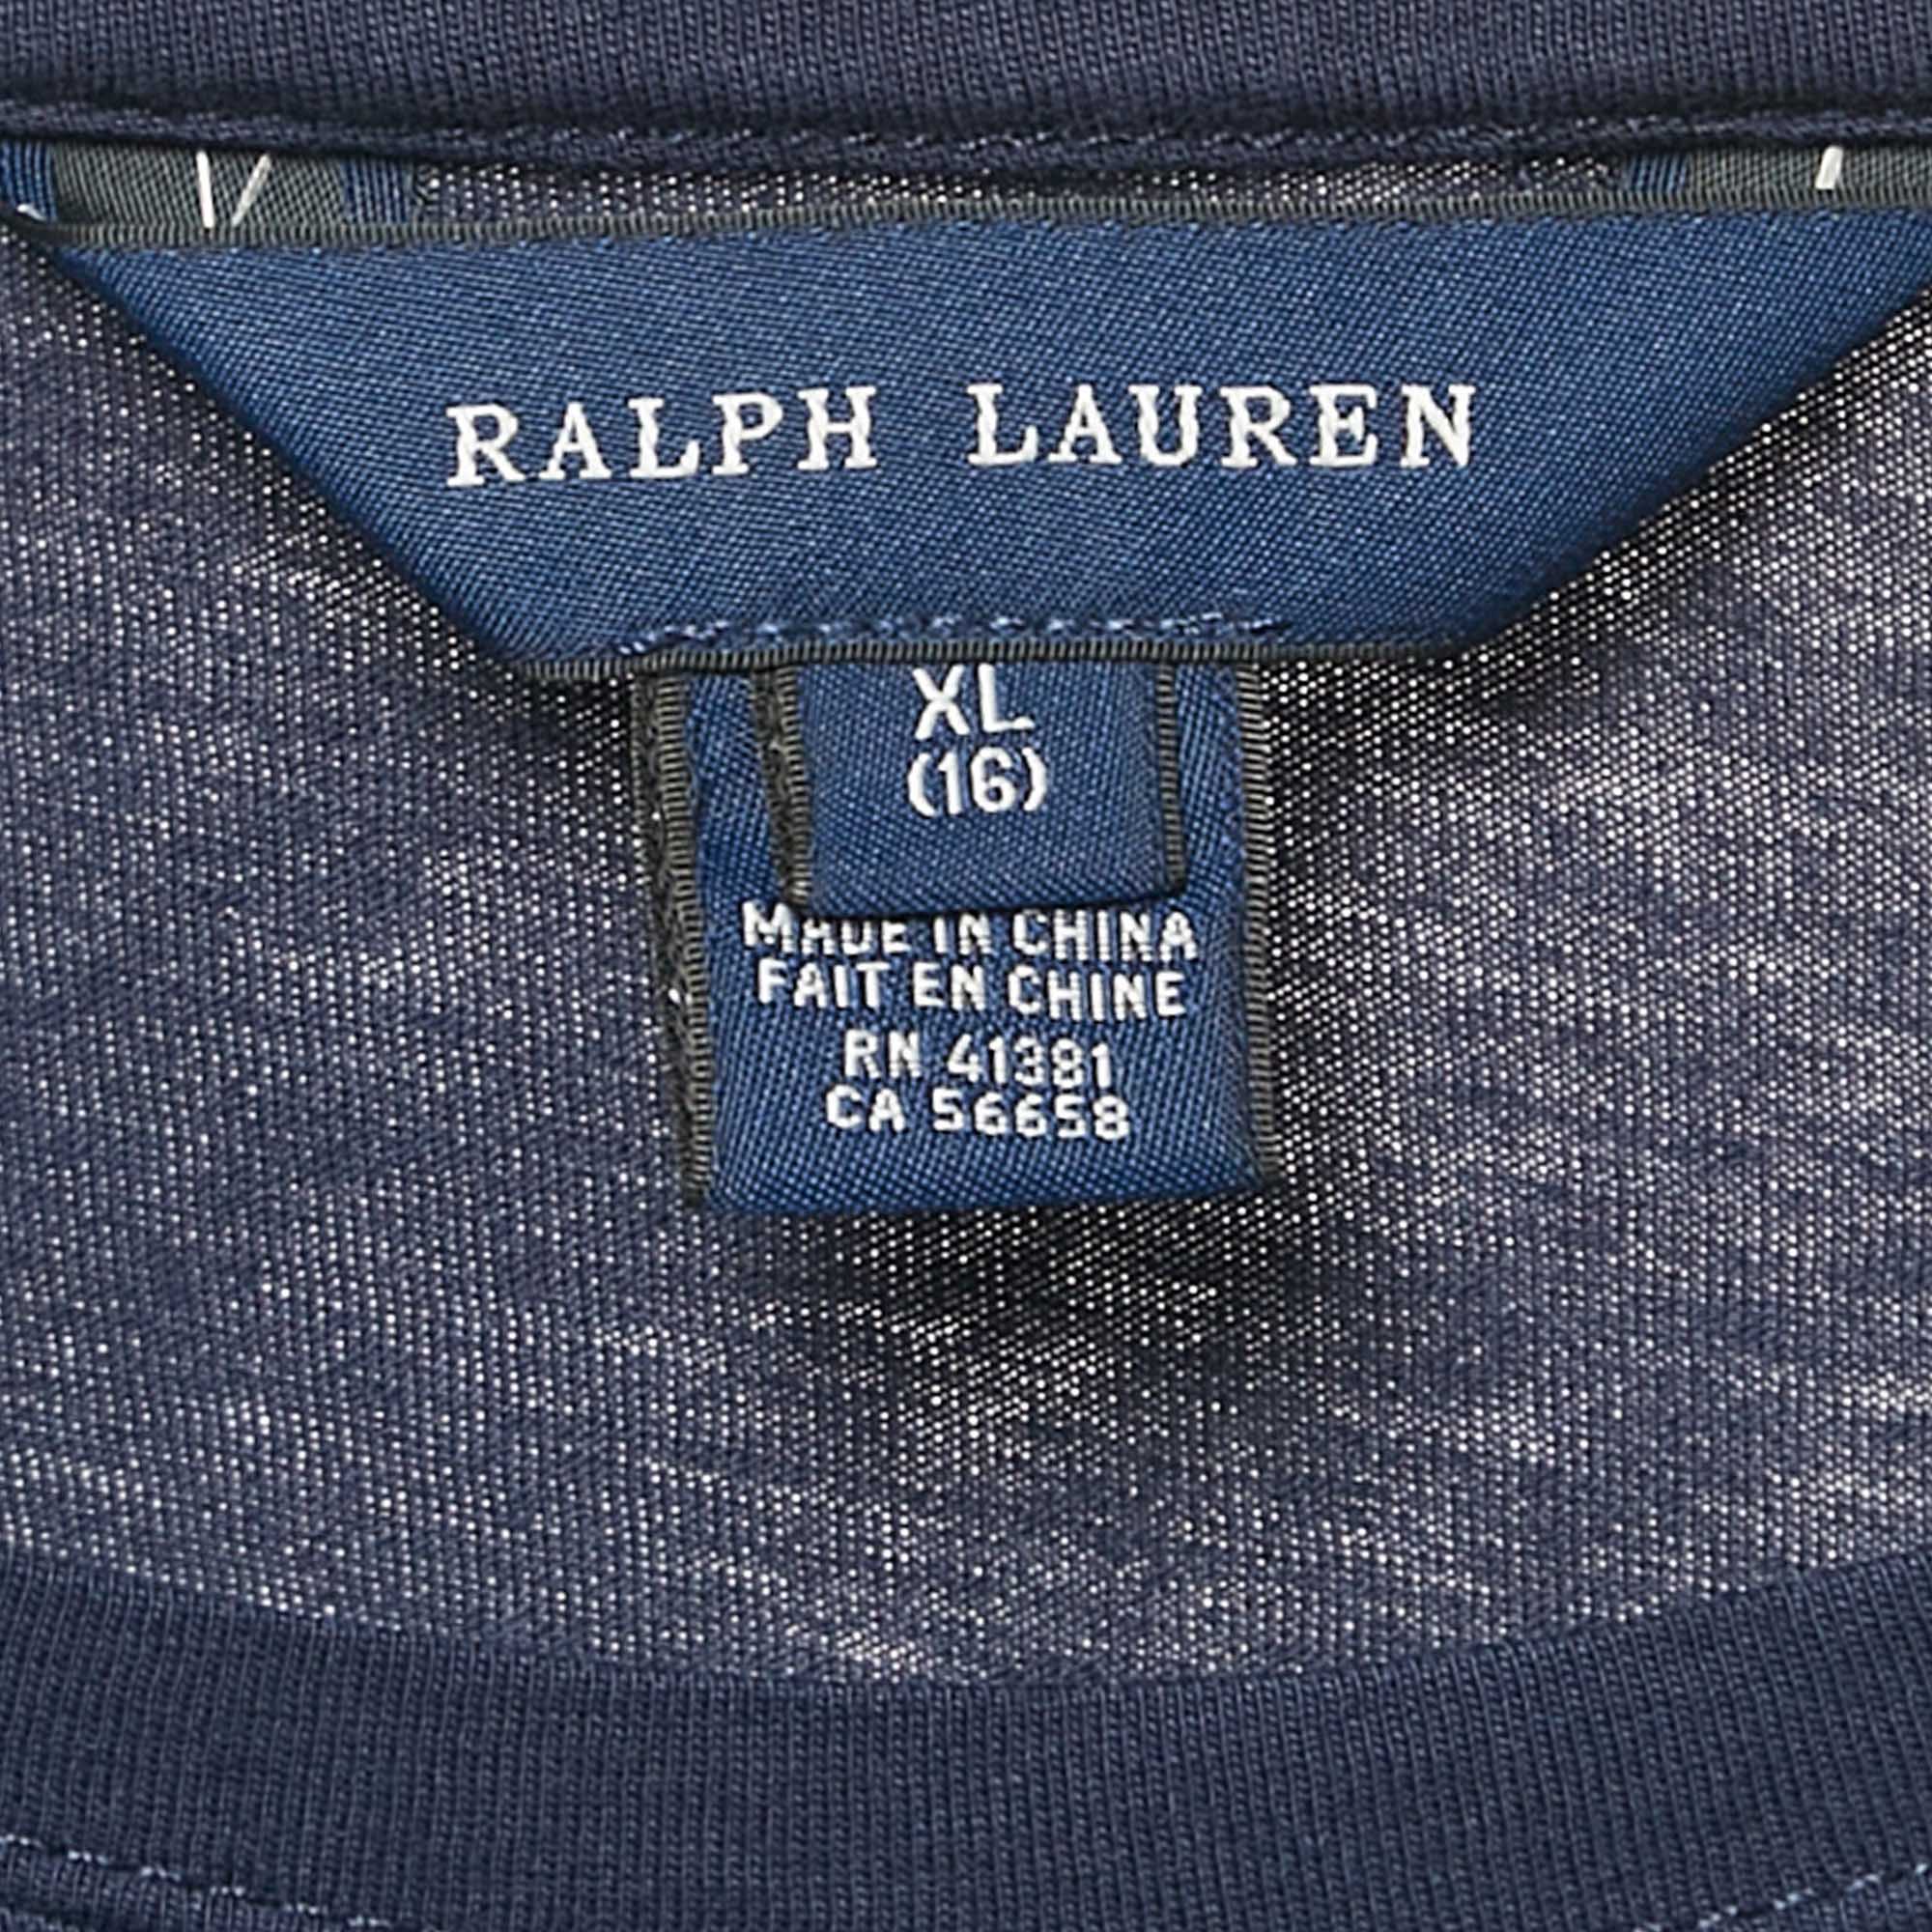 RALPH LAUREN
XL
(16)
MADE IN CHINA
FAIT EN CHINE
RN 41381
CA 56658